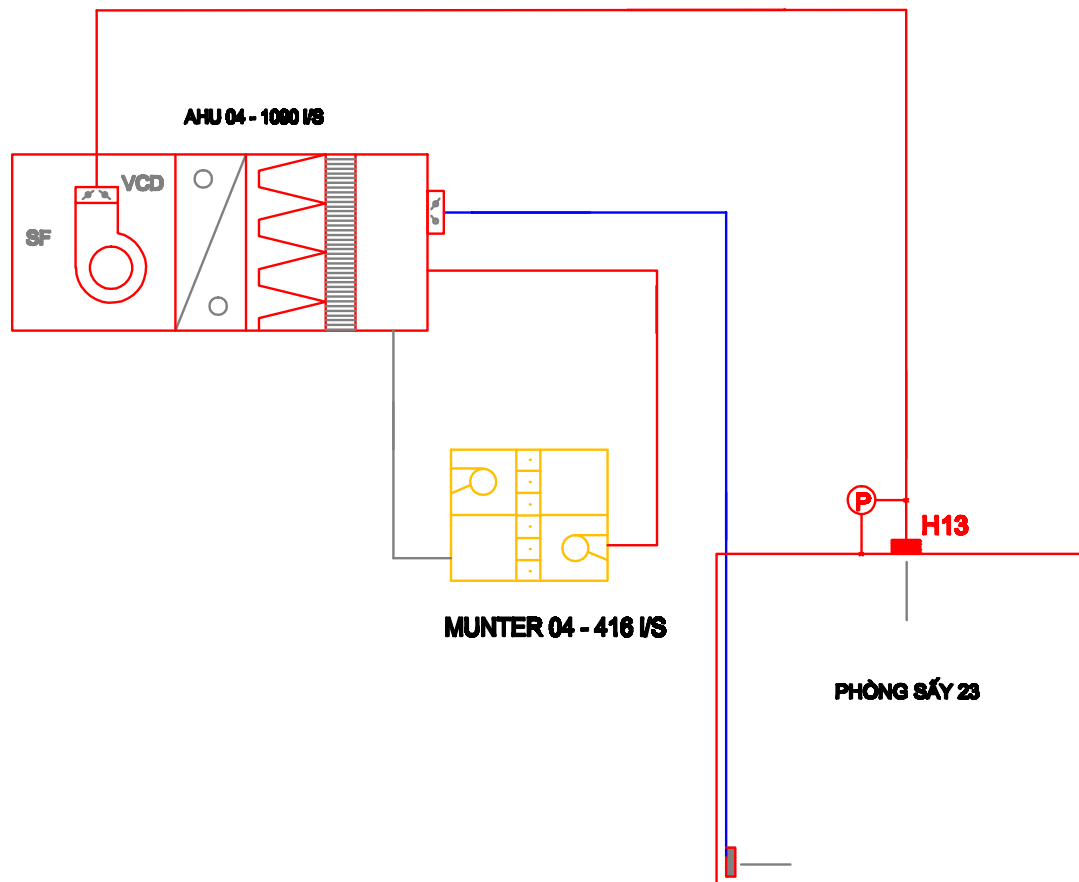 AHU 04 - 1090 l/S
VCD
SF
P
H13
MUNTER 04 - 416 l/S
PHÒNG SẤY 23